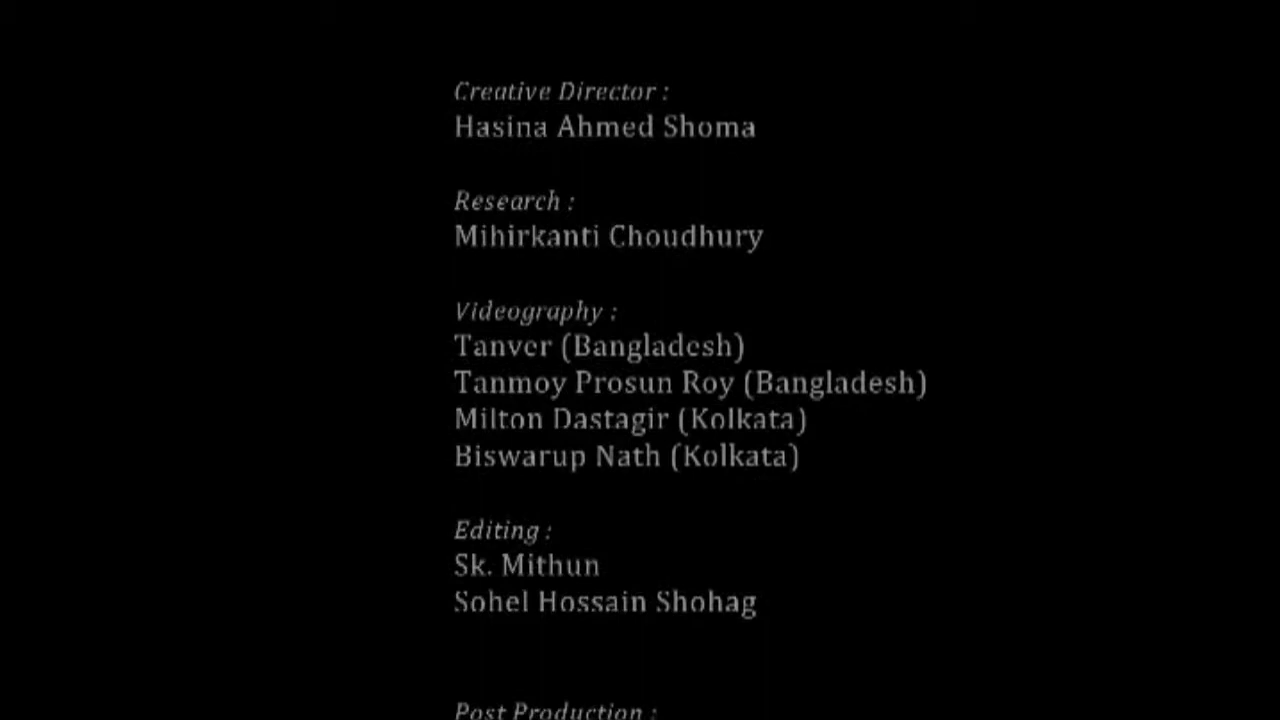 Creative Director :
Hasina Ahmed Shoma
Research :
Mihirkanti Choudhury
Videography :
Tanver (Bangladesh)
Tanmoy Prosun Roy (Bangladesh)
Milton Dastagir (Kolkata)
Biswarup Nath (Kolkata)
Editing :
Sk. Mithun
Sohel Hossain Shohag
Post Production :